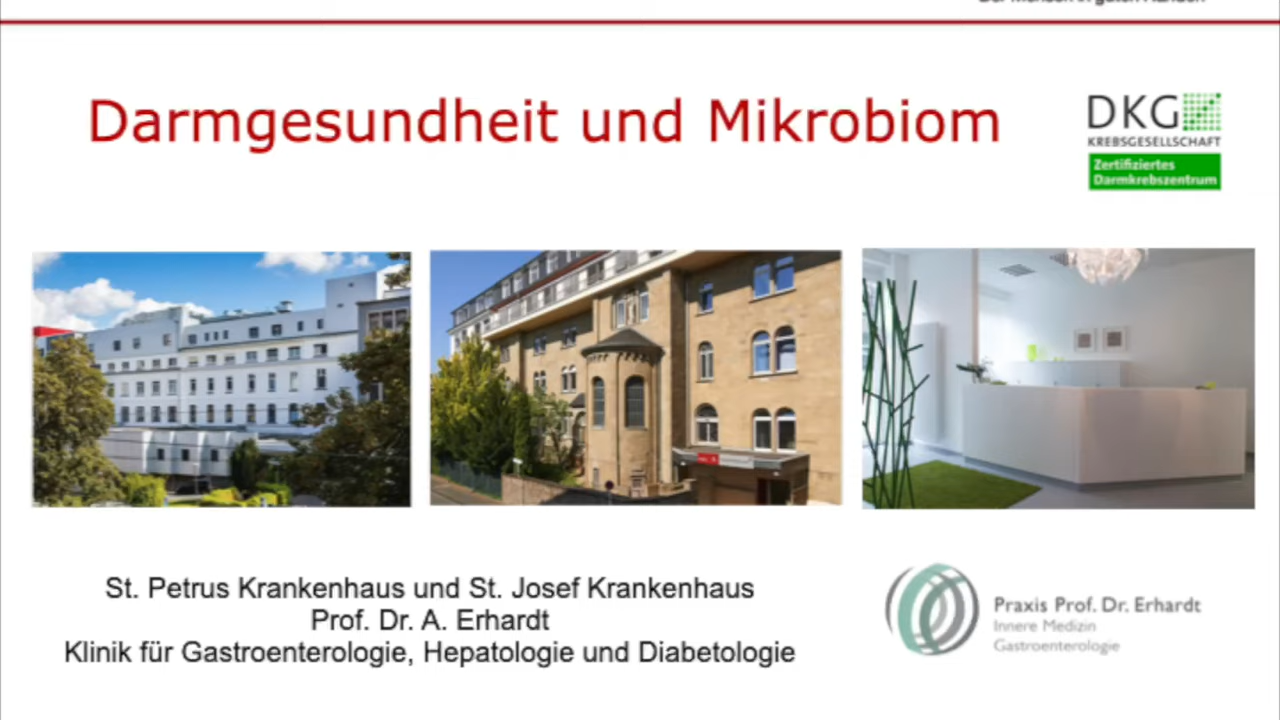 Darmgesundheit und Mikrobiom
DKG
KREBSGESELLSCHAFT
Zertifiziertes
Darmkrebszentrum
St. Petrus Krankenhaus und St. Josef Krankenhaus
Prof. Dr. A. Erhardt
Klinik für Gastroenterologie, Hepatologie und Diabetologie
Praxis Prof. Dr. Erhardt
Innere Medizin
Gastroenterologie